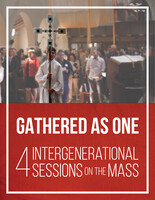 GATHERED AS ONE
4 INTERGENERATIONAL
SESSIONS ON THE MASS